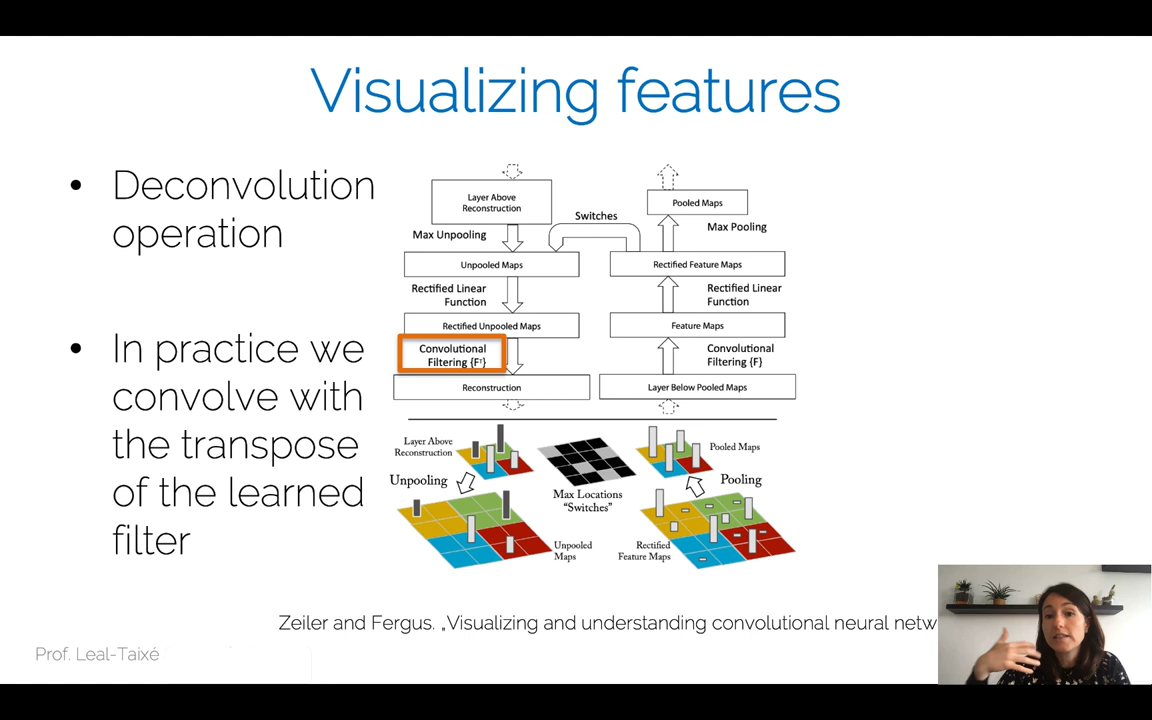 Visualizing features
• Deconvolution
operation
• In practice we
convolve with
the transpose
of the learned
filter
Layer Above
Reconstruction
Pooled Maps
Switches
Max Unpooling
Max Pooling
Unpooled Maps
Rectified Feature Maps
Rectified Linear
Function
Rectified Linear
Function
Rectified Unpooled Maps
Feature Maps
Convolutional
Filtering {Fᵀ}
Convolutional
Filtering {F}
Reconstruction
Layer Below Pooled Maps
Layer Above
Reconstruction
Pooled Maps
Unpooling
Max Locations
“Switches”
Pooling
Unpooled
Maps
Rectified
Feature Maps
Zeiler and Fergus. „Visualizing and understanding convolutional neural netw
Prof. Leal-Taixé